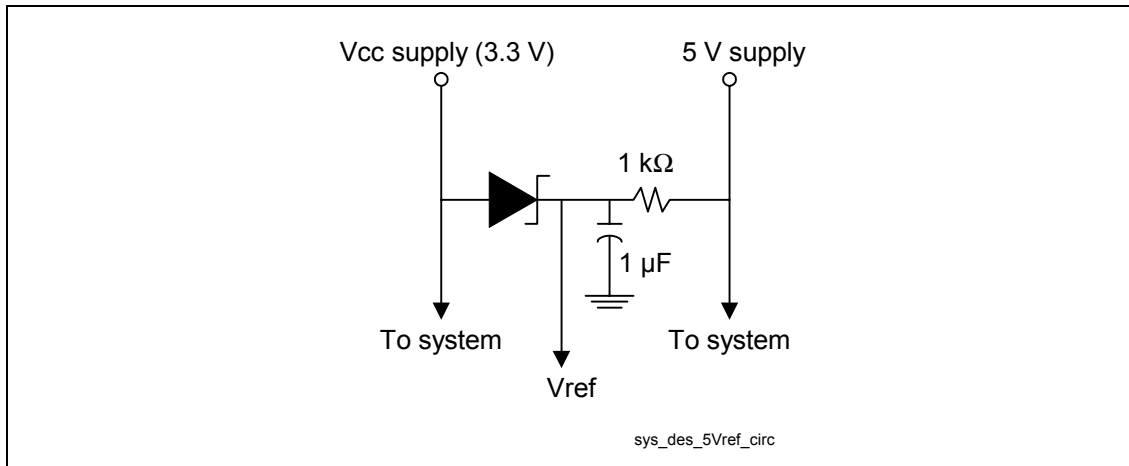 Vcc supply (3.3 V)
5 V supply
1 kΩ
1 µF
To system
To system
Vref
sys_des_5Vref_circ